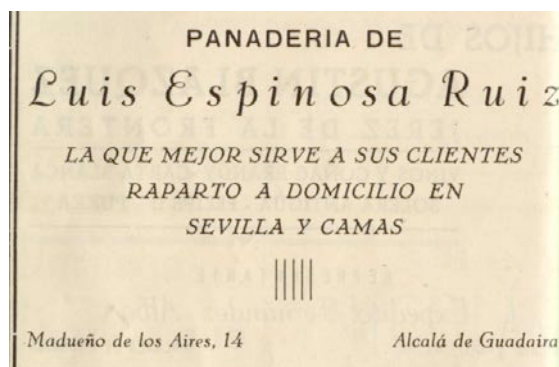 PANADERIA DE
Luis Espinosa Ruiz
LA QUE MEJOR SIRVE A SUS CLIENTES
RAPARTO A DOMICILIO EN
SEVILLA Y CAMAS
Madueño de los Aires, 14 Alcalá de Guadaira